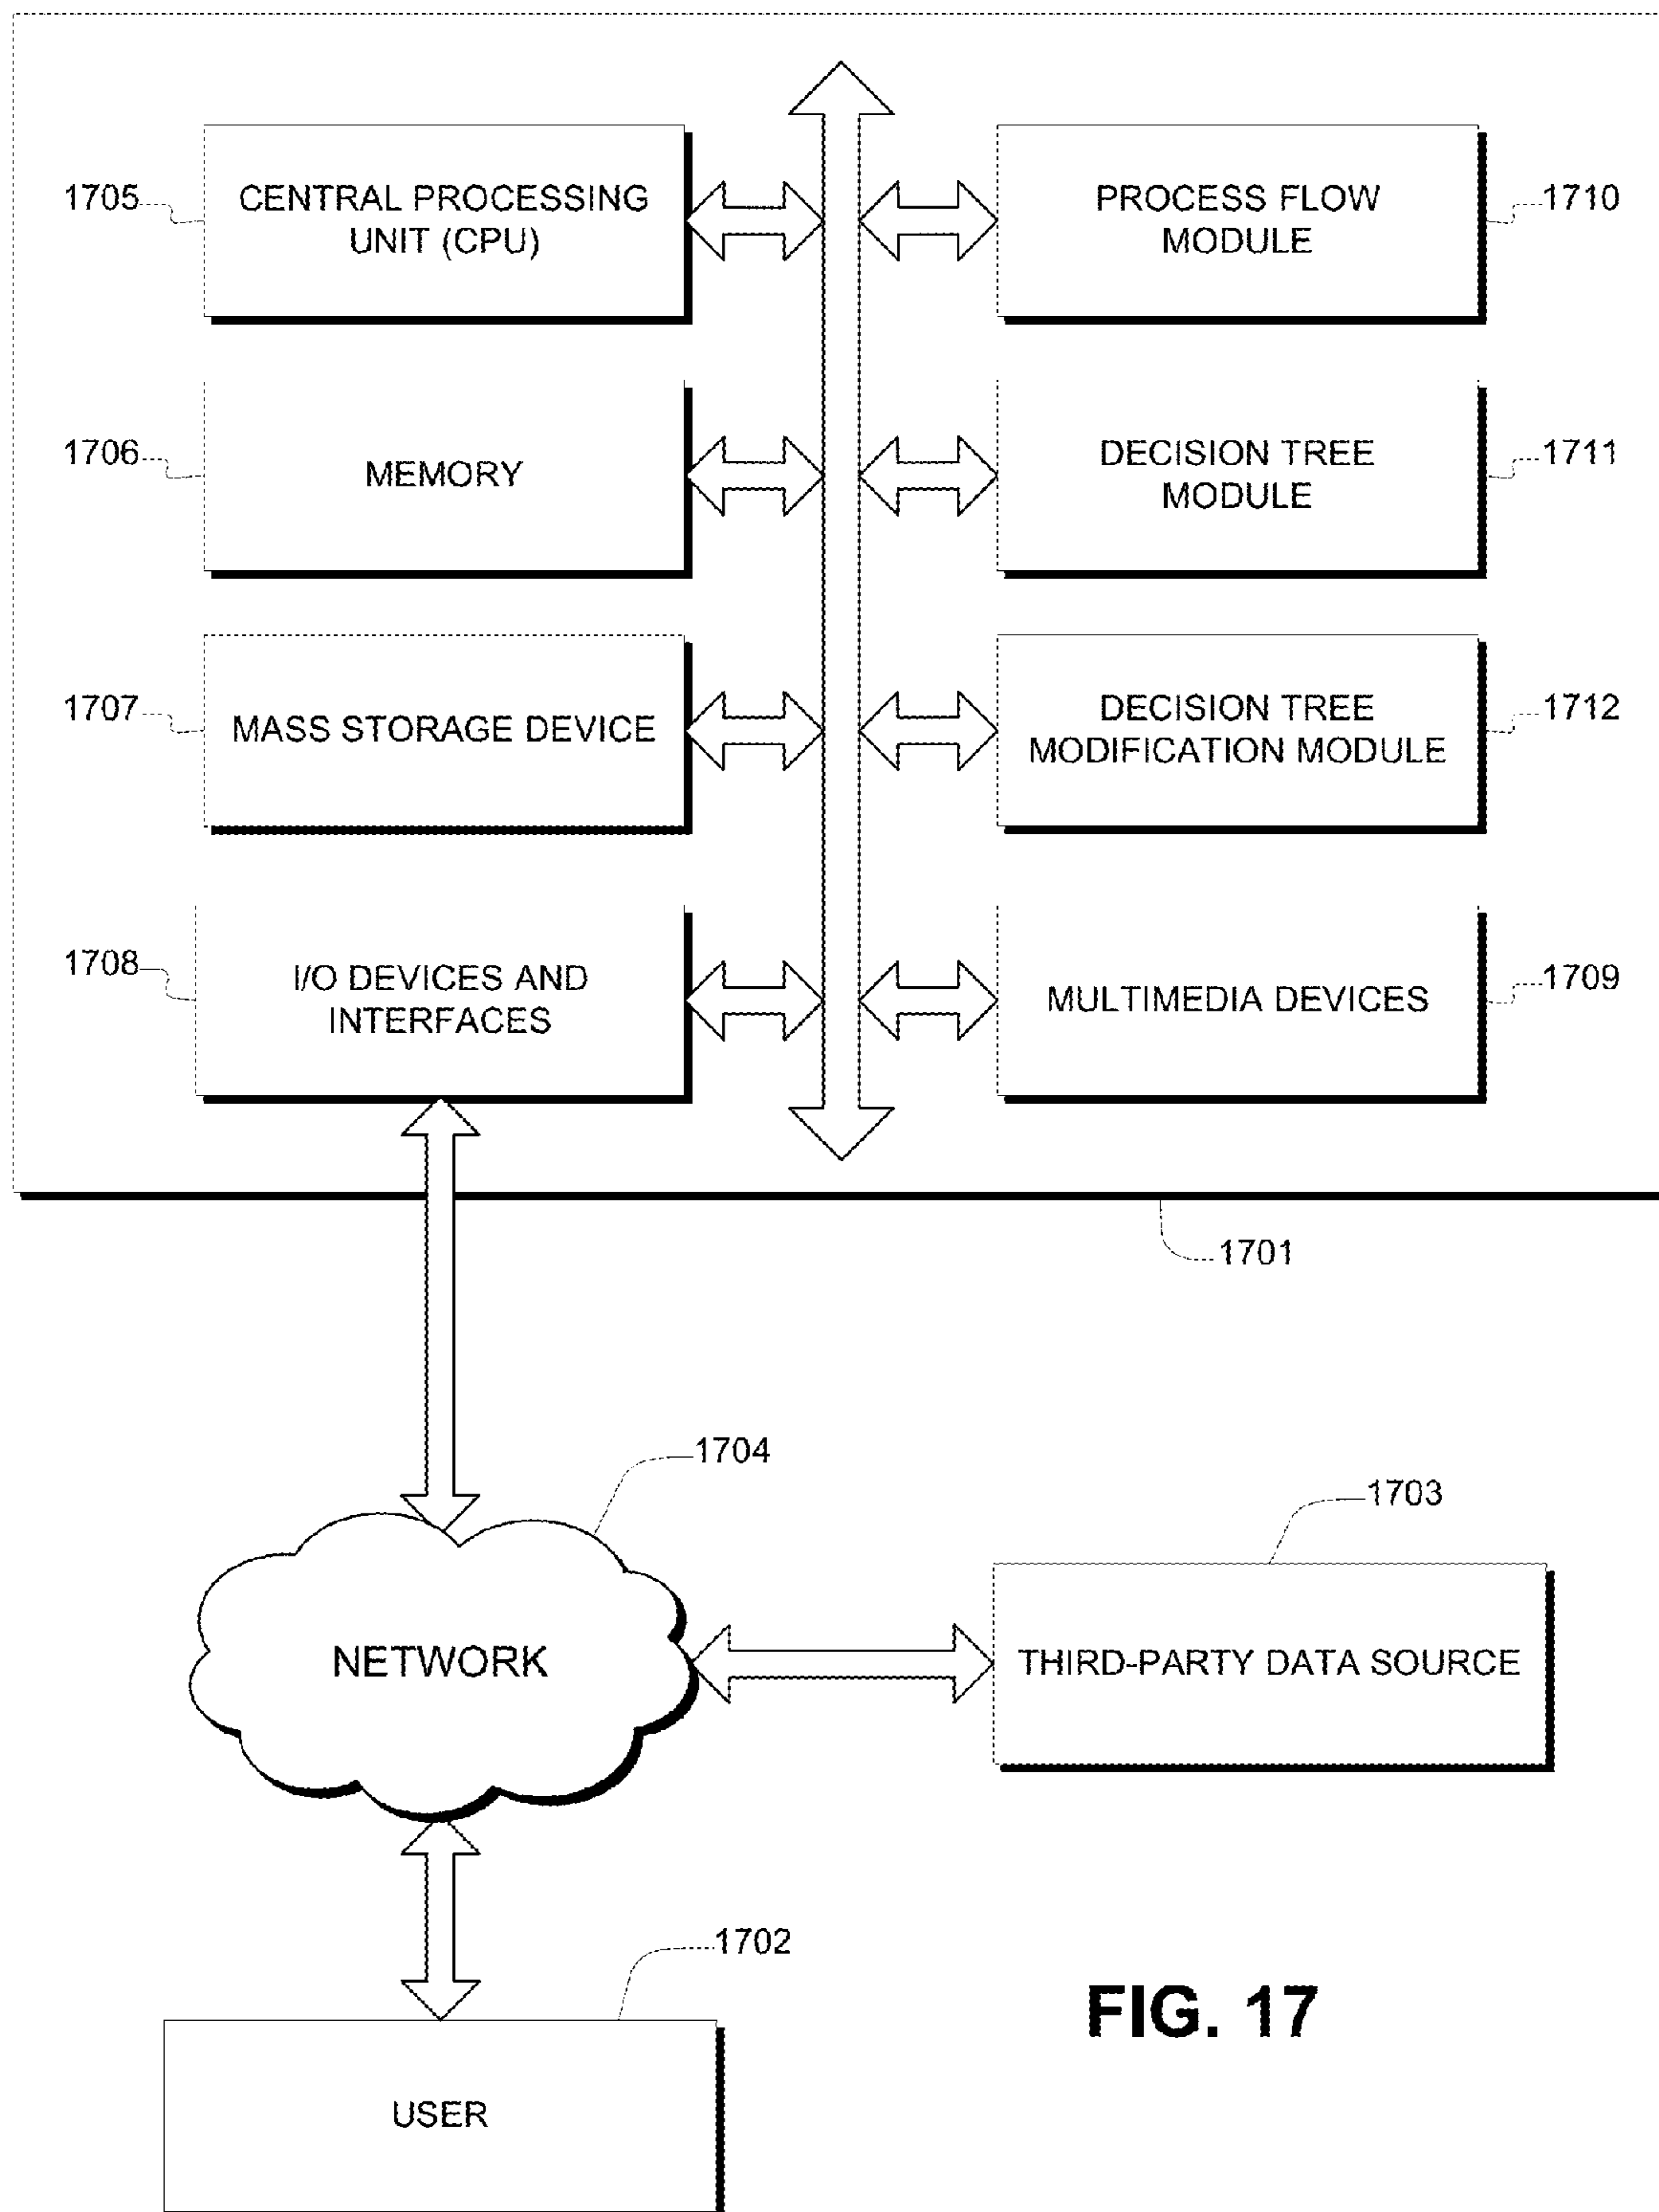 1705
CENTRAL PROCESSING
UNIT (CPU)
PROCESS FLOW
MODULE
1710
1706
MEMORY
DECISION TREE
MODULE
1711
1707
MASS STORAGE DEVICE
DECISION TREE
MODIFICATION MODULE
1712
1708
I/O DEVICES AND
INTERFACES
MULTIMEDIA DEVICES
1709
1701
1704
1703
NETWORK
THIRD-PARTY DATA SOURCE
1702
USER
FIG. 17